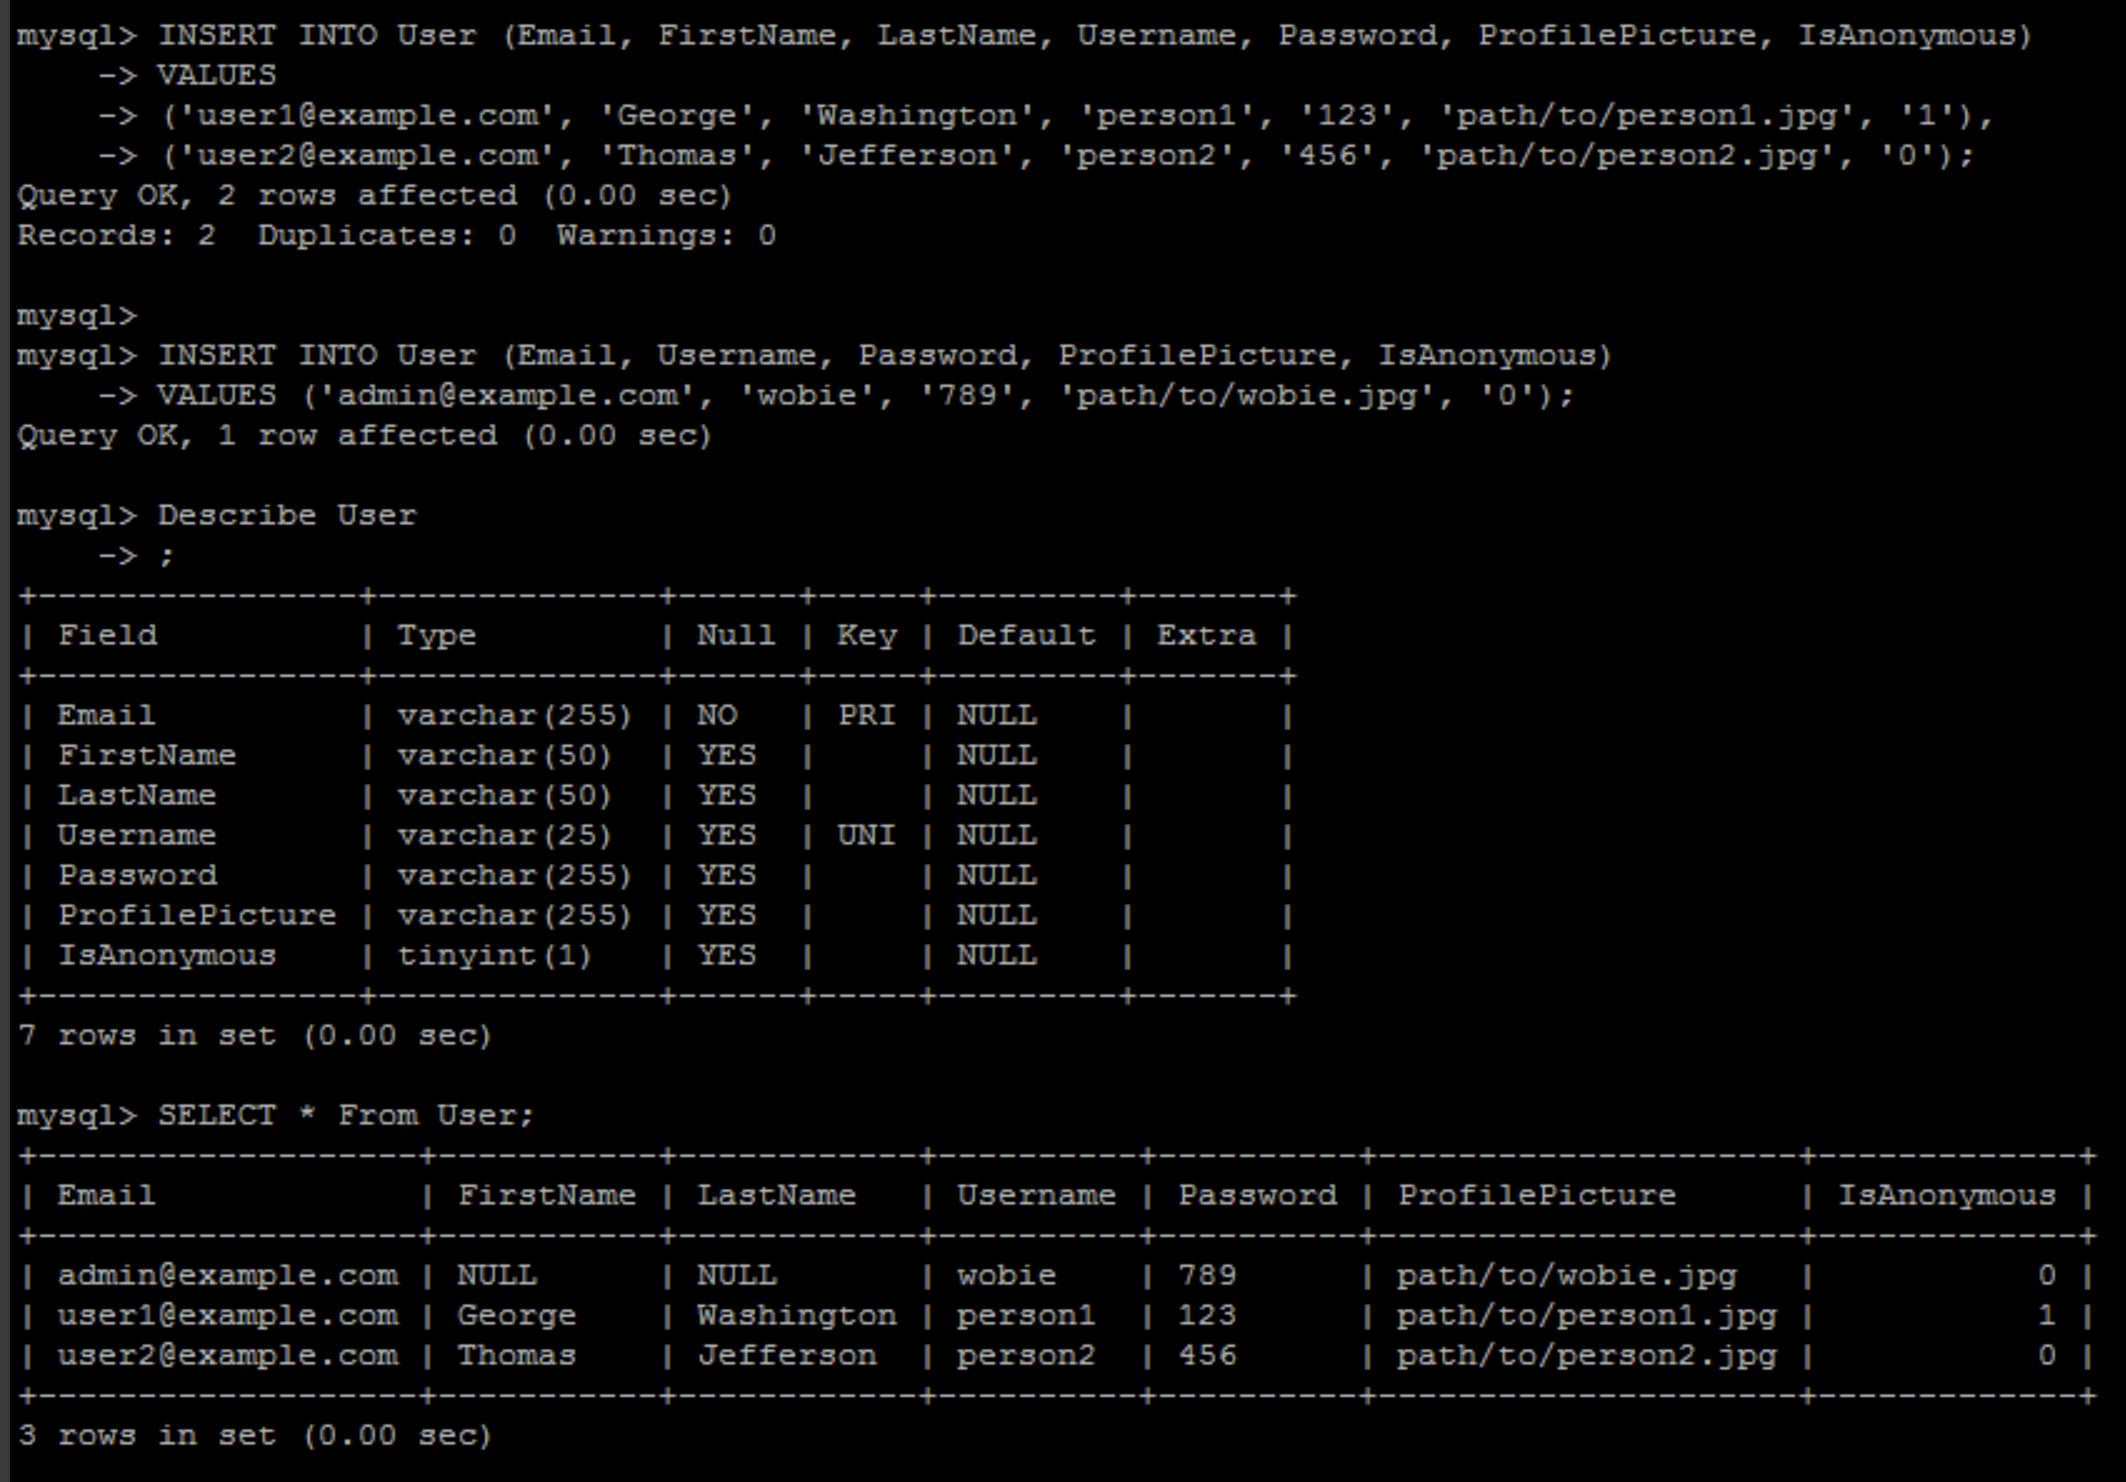 mysql> INSERT INTO User (Email, FirstName, LastName, Username, Password, ProfilePicture, IsAnonymous)
    -> VALUES
    -> ('user1@example.com', 'George', 'Washington', 'person1', '123', 'path/to/person1.jpg', '1'),
    -> ('user2@example.com', 'Thomas', 'Jefferson', 'person2', '456', 'path/to/person2.jpg', '0');
Query OK, 2 rows affected (0.00 sec)
Records: 2  Duplicates: 0  Warnings: 0

mysql>
mysql> INSERT INTO User (Email, Username, Password, ProfilePicture, IsAnonymous)
    -> VALUES ('admin@example.com', 'wobie', '789', 'path/to/wobie.jpg', '0');
Query OK, 1 row affected (0.00 sec)

mysql> Describe User
    -> ;
+----------------+--------------+------+-----+---------+-------+
| Field          | Type         | Null | Key | Default | Extra |
+----------------+--------------+------+-----+---------+-------+
| Email          | varchar(255) | NO   | PRI | NULL    |       |
| FirstName      | varchar(50)  | YES  |     | NULL    |       |
| LastName       | varchar(50)  | YES  |     | NULL    |       |
| Username       | varchar(25)  | YES  | UNI | NULL    |       |
| Password       | varchar(255) | YES  |     | NULL    |       |
| ProfilePicture | varchar(255) | YES  |     | NULL    |       |
| IsAnonymous    | tinyint(1)   | YES  |     | NULL    |       |
+----------------+--------------+------+-----+---------+-------+
7 rows in set (0.00 sec)

mysql> SELECT * From User;
+-------------------+-----------+------------+----------+----------+---------------------+-------------+
| Email             | FirstName | LastName   | Username | Password | ProfilePicture      | IsAnonymous |
+-------------------+-----------+------------+----------+----------+---------------------+-------------+
| admin@example.com | NULL      | NULL       | wobie    | 789      | path/to/wobie.jpg   |           0 |
| user1@example.com | George    | Washington | person1  | 123      | path/to/person1.jpg |           1 |
| user2@example.com | Thomas    | Jefferson  | person2  | 456      | path/to/person2.jpg |           0 |
+-------------------+-----------+------------+----------+----------+---------------------+-------------+
3 rows in set (0.00 sec)